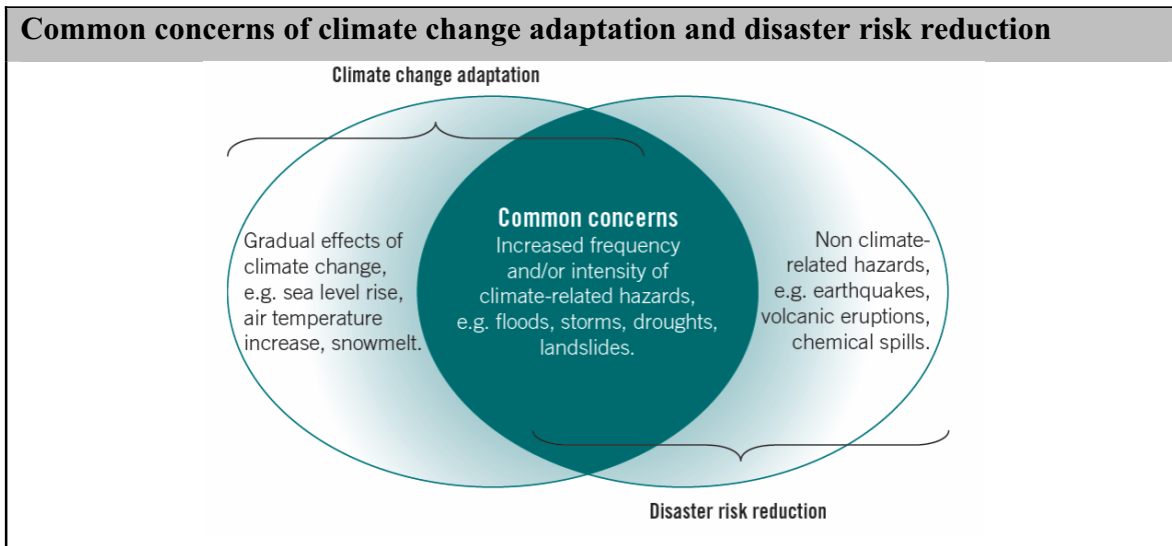 Common concerns of climate change adaptation and disaster risk reduction
Climate change adaptation
Gradual effects of
climate change,
e.g. sea level rise,
air temperature
increase, snowmelt.
Common concerns
Increased frequency
and/or intensity of
climate-related hazards,
e.g. floods, storms, droughts,
landslides.
Non climate-
related hazards,
e.g. earthquakes,
volcanic eruptions,
chemical spills.
Disaster risk reduction